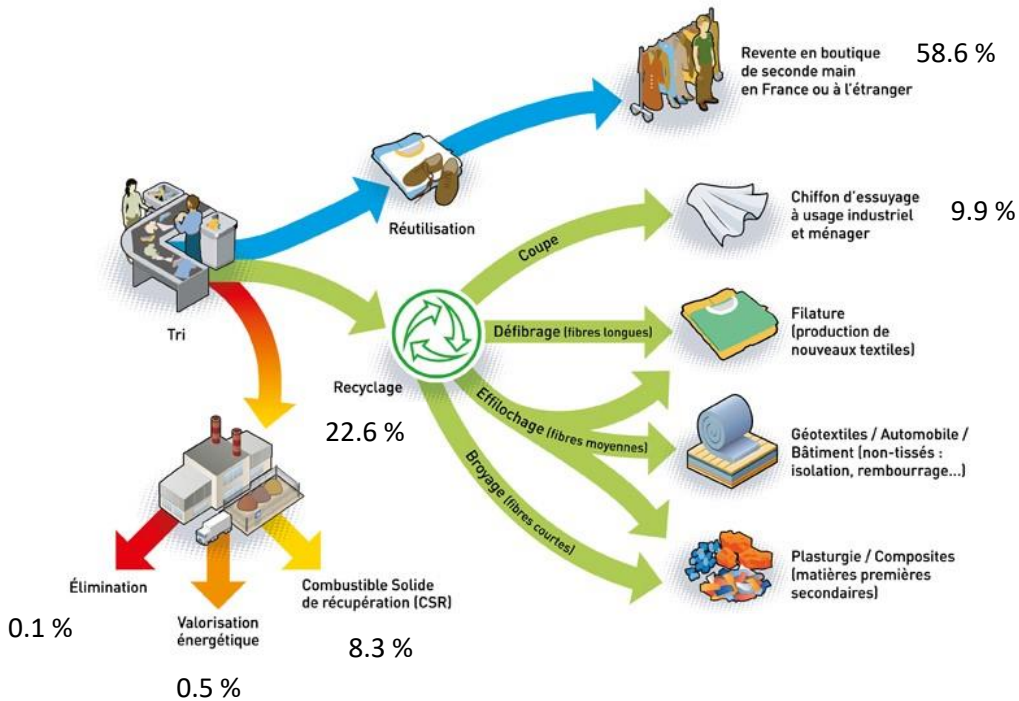 Revente en boutique
de seconde main
en France ou à l'étranger
58.6 %
Réutilisation
Chiffon d'essuyage
à usage industriel
et ménager
9.9 %
Coupe
Tri
Défibrage (fibres longues)
Filature
(production de
nouveaux textiles)
Recyclage
22.6 %
Effilochage (fibres moyennes)
Géotextiles / Automobile /
Bâtiment (non-tissés :
isolation, rembourrage...)
Broyage (fibres courtes)
Plasturgie / Composites
(matières premières
secondaires)
Élimination
0.1 %
Valorisation
énergétique
0.5 %
Combustible Solide
de récupération (CSR)
8.3 %